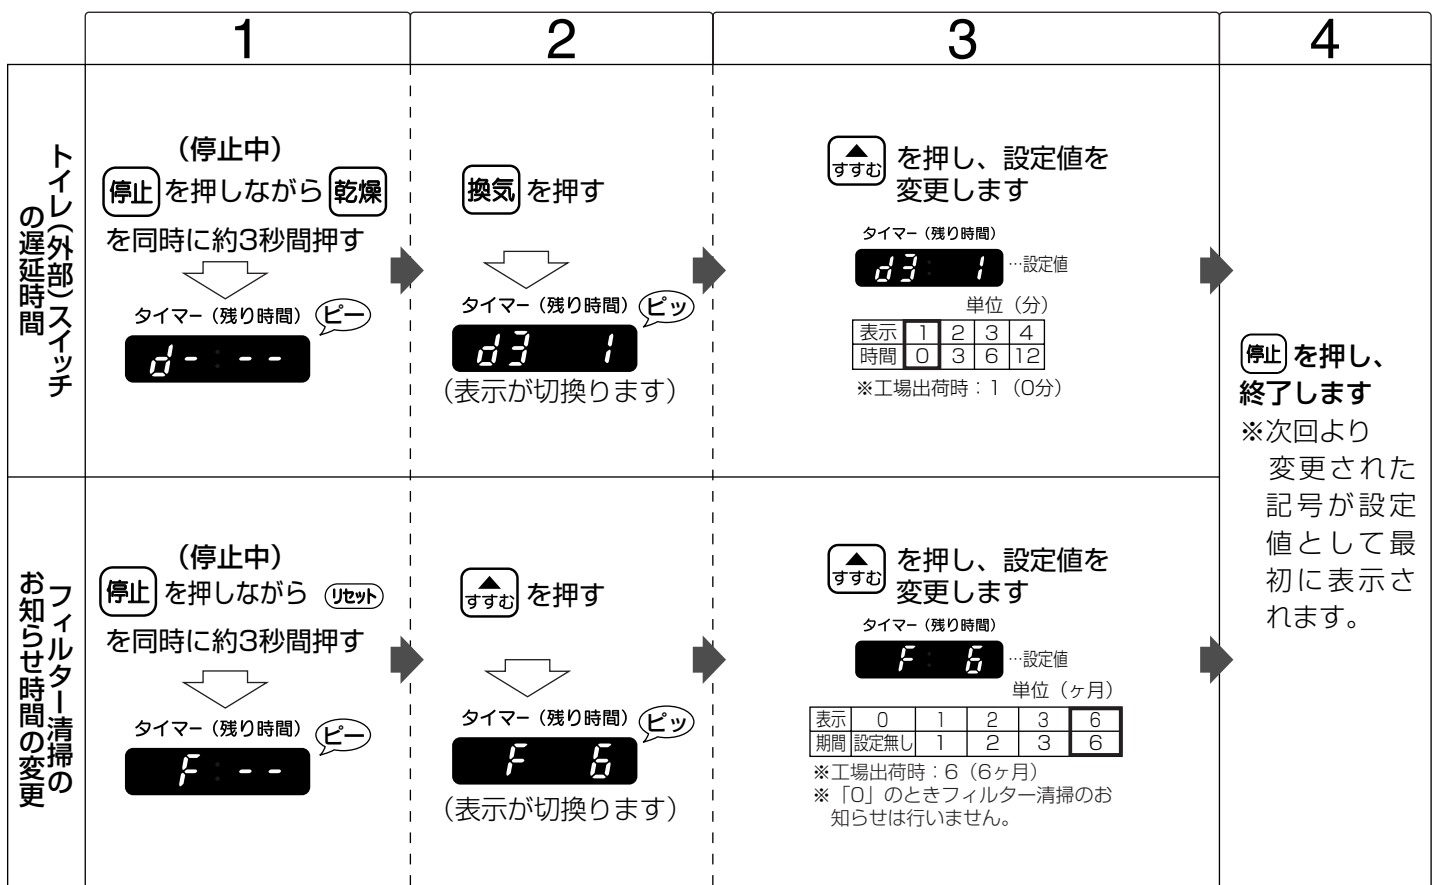 1
2
3
4
トイレ（外部）スイッチ
の遅延時間
（停止中）
停止を押しながら 乾燥
を同時に約3秒間押す
タイマー（残り時間） ピー
d- : --
換気を押す
タイマー（残り時間） ピッ
d3 1
（表示が切換ります）
▲ すすむ を押し、設定値を
変更します
タイマー（残り時間）
d3 : 1 …設定値
単位（分）
表示 1 2 3 4
時間 0 3 6 12
※工場出荷時：1（0分）
フィルター清掃の
お知らせ時間の変更
（停止中）
停止を押しながら リセット
を同時に約3秒間押す
タイマー（残り時間） ピー
F : --
▲ すすむ を押す
タイマー（残り時間） ピッ
F 6
（表示が切換ります）
▲ すすむ を押し、設定値を
変更します
タイマー（残り時間）
F : 6 …設定値
単位（ヶ月）
表示 0 1 2 3 6
期間 設定無し 1 2 3 6
※工場出荷時：6（6ヶ月）
※「0」のときフィルター清掃のお
知らせは行いません。
停止を押し、
終了します
※次回より
変更された
記号が設定
値として最
初に表示さ
れます。